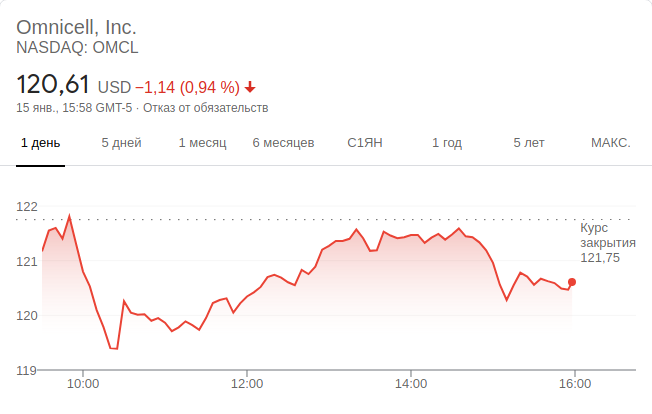 Omnicell, Inc.
NASDAQ: OMCL
120,61 USD −1,14 (0,94 %)
15 янв., 15:58 GMT-5 · Отказ от обязательств
1 день 5 дней 1 месяц 6 месяцев С1ЯН 1 год 5 лет МАКС.
122
121
120
119
Курс
закрытия
121,75
10:00 12:00 14:00 16:00